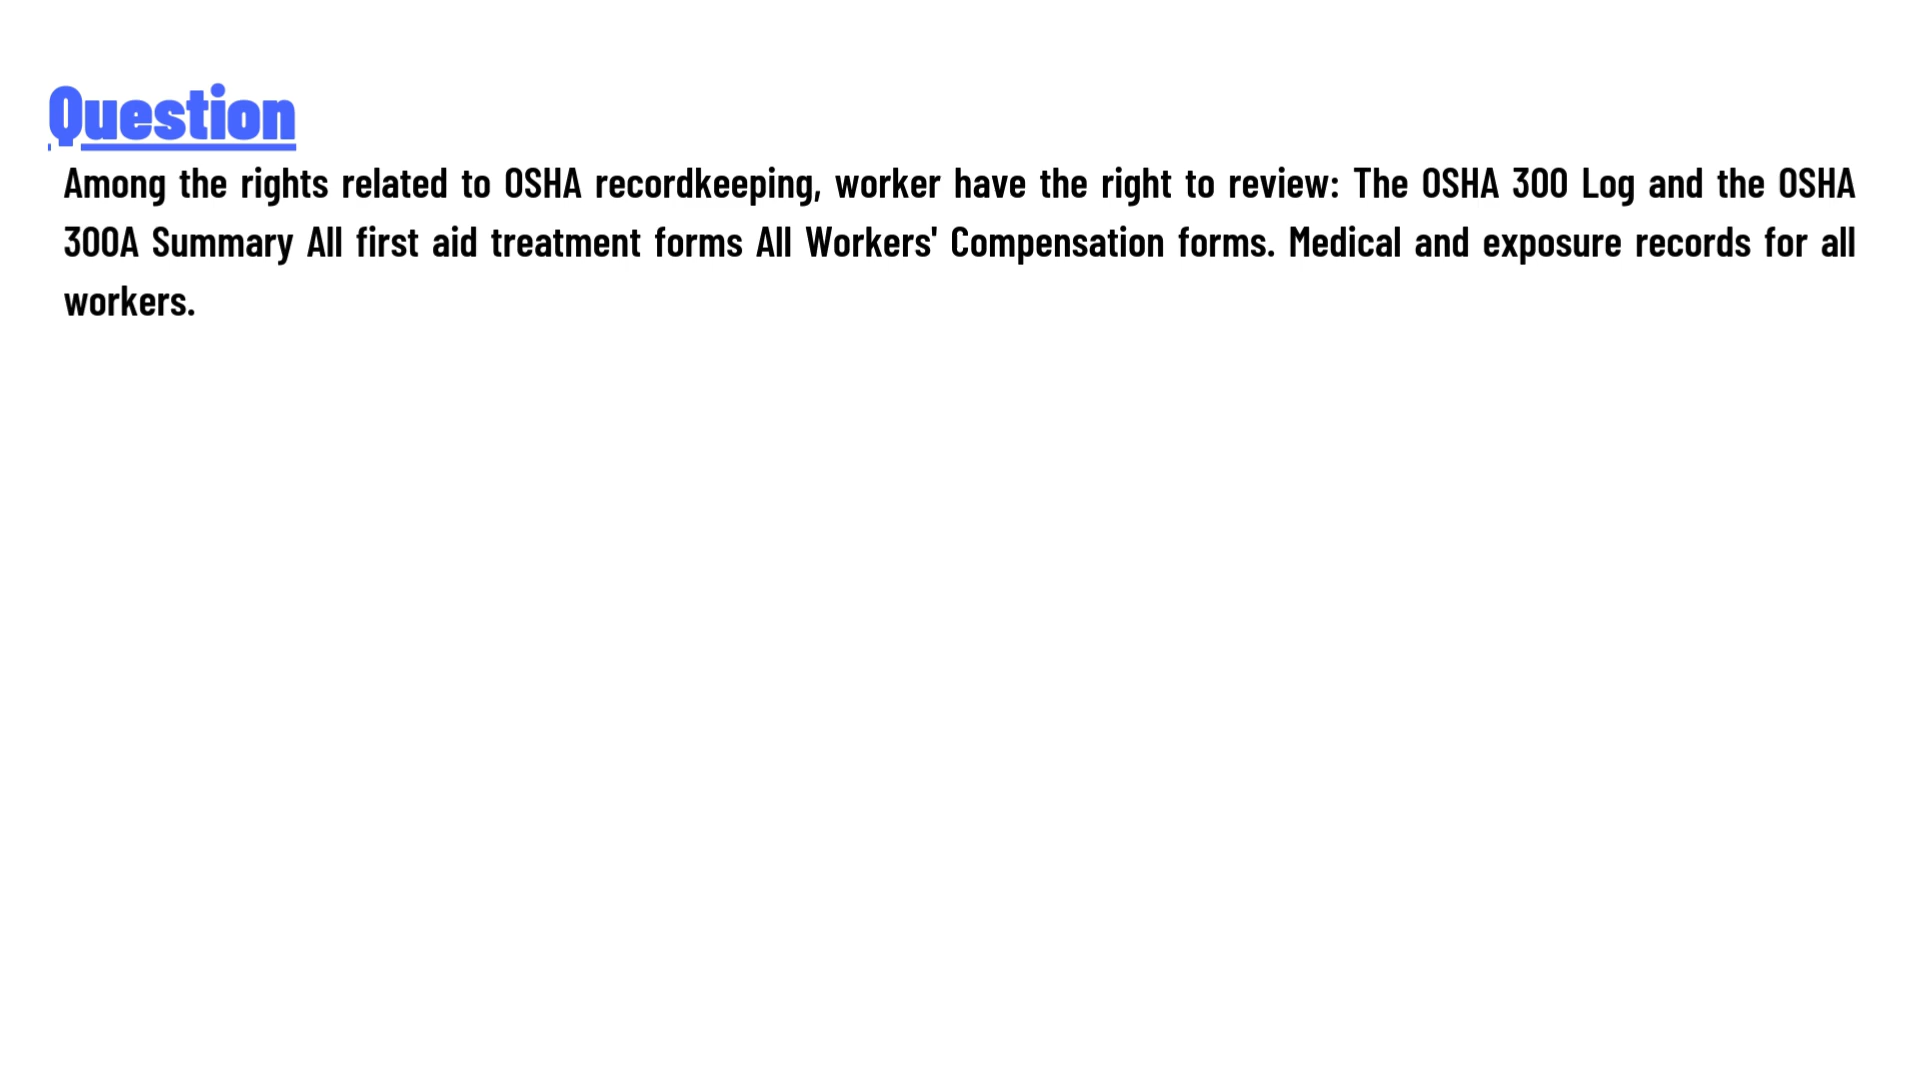 Question
Among the rights related to OSHA recordkeeping, worker have the right to review: The OSHA 300 Log and the OSHA
300A Summary All first aid treatment forms All Workers' Compensation forms. Medical and exposure records for all
workers.